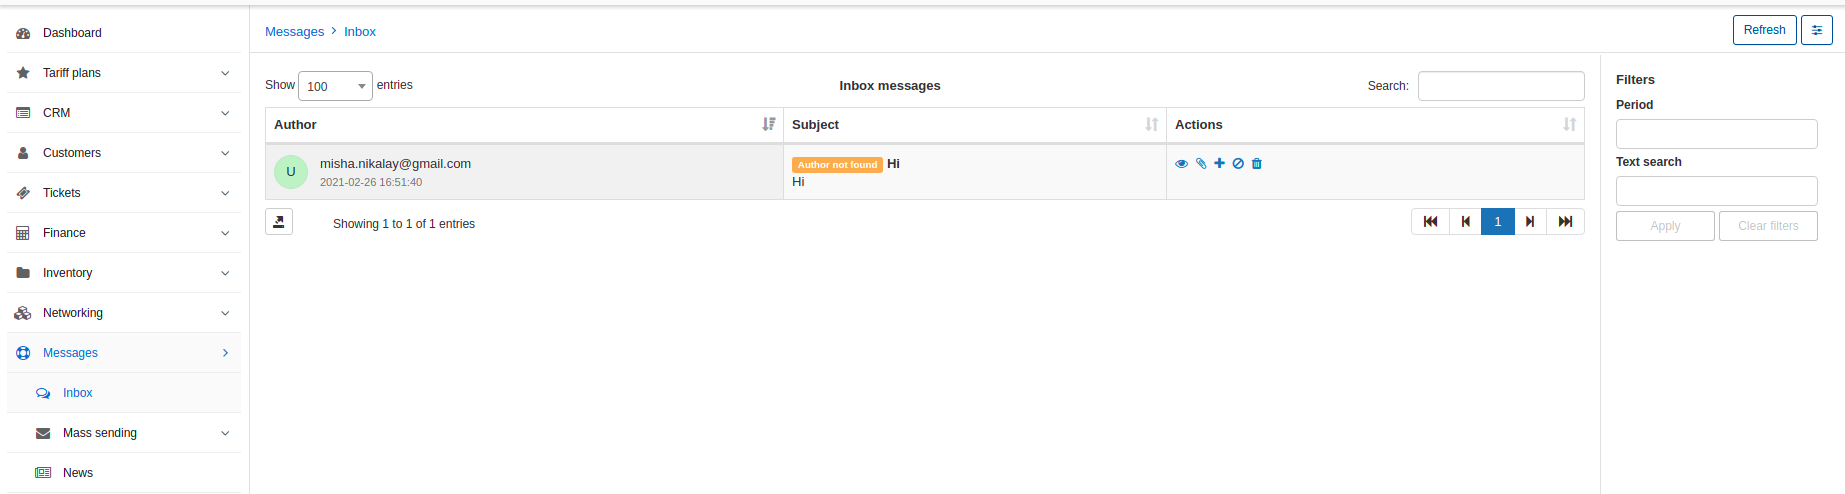 Dashboard
Tariff plans
CRM
Customers
Tickets
Finance
Inventory
Networking
Messages
Inbox
Mass sending
News
Messages > Inbox
Refresh
Show 100 entries
Inbox messages
Search:
Author Subject Actions
U
misha.nikalay@gmail.com
2021-02-26 16:51:40
Author not found Hi
Hi
Showing 1 to 1 of 1 entries
1
Filters
Period
Text search
Apply Clear filters